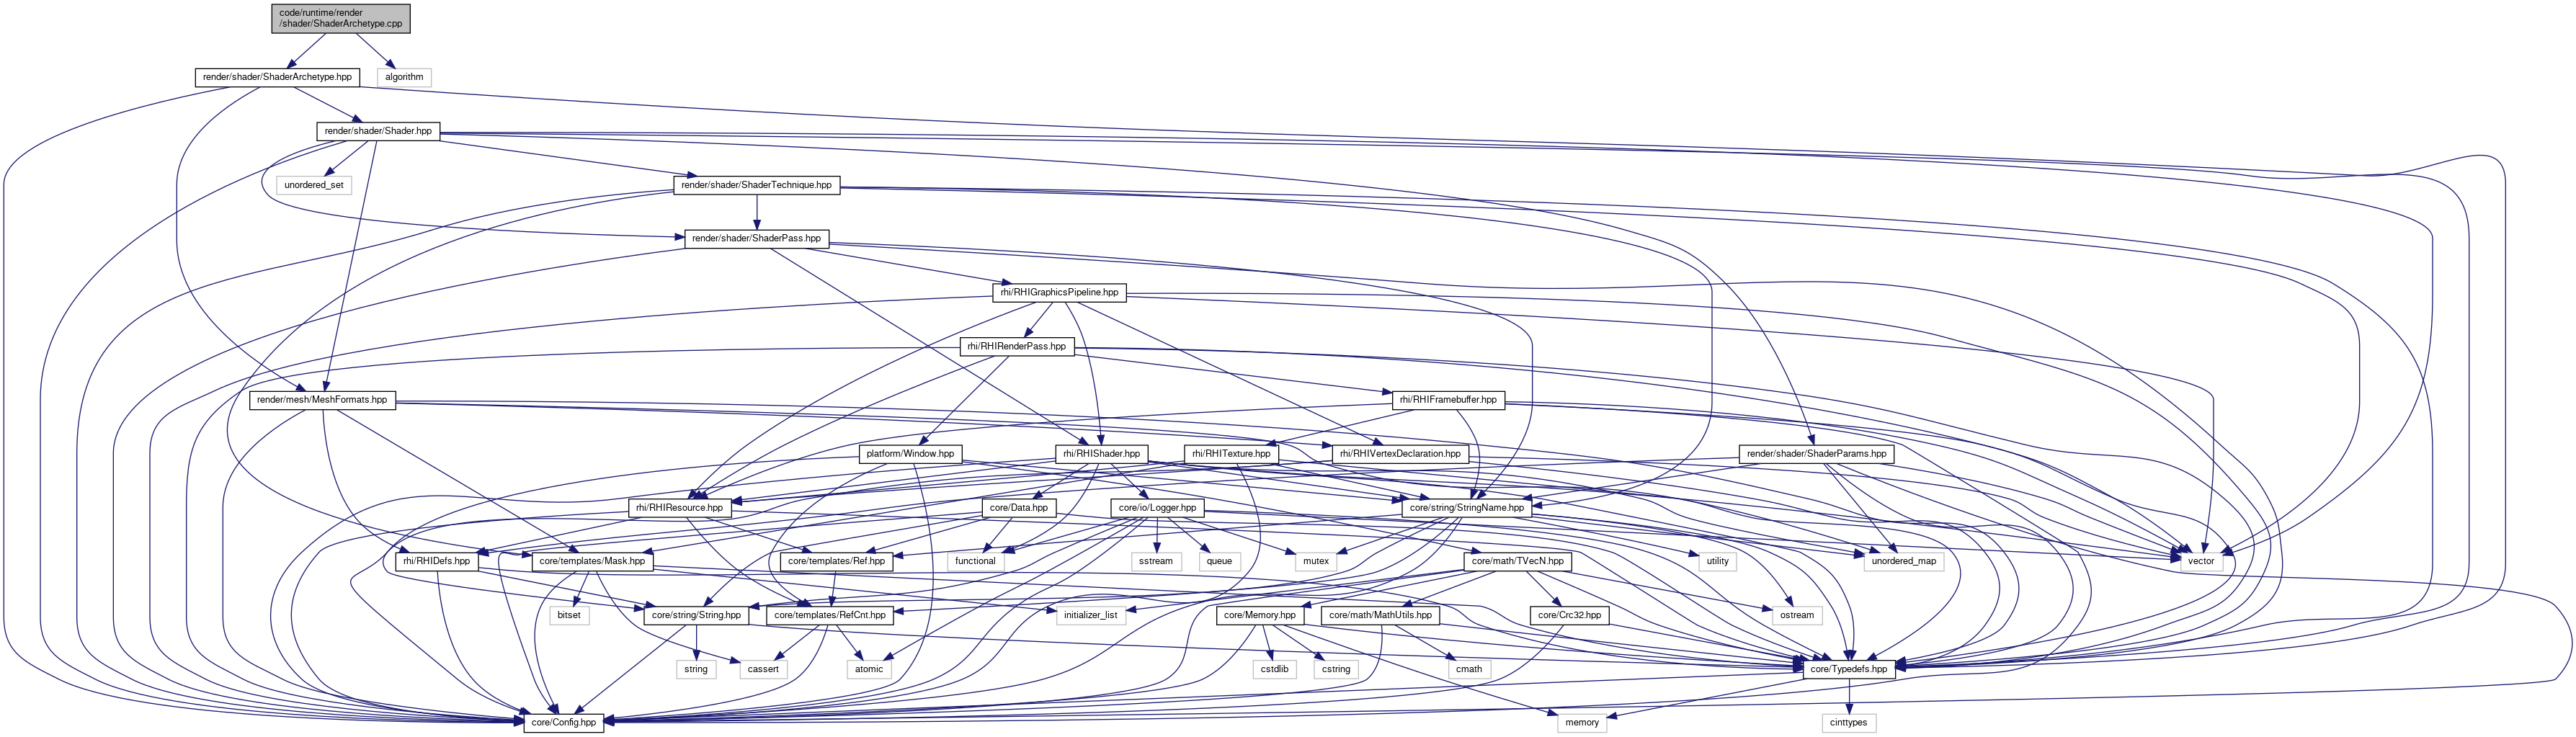 code/runtime/render
/shader/ShaderArchetype.cpp
render/shader/ShaderArchetype.hpp
algorithm
render/shader/Shader.hpp
unordered_set
render/shader/ShaderTechnique.hpp
render/shader/ShaderPass.hpp
rhi/RHIGraphicsPipeline.hpp
rhi/RHIRenderPass.hpp
render/mesh/MeshFormats.hpp
rhi/RHIFramebuffer.hpp
platform/Window.hpp
rhi/RHIShader.hpp
rhi/RHITexture.hpp
rhi/RHIVertexDeclaration.hpp
render/shader/ShaderParams.hpp
rhi/RHIResource.hpp
core/Data.hpp
core/io/Logger.hpp
core/string/StringName.hpp
rhi/RHIDefs.hpp
core/templates/Mask.hpp
core/templates/Ref.hpp
functional
sstream
queue
mutex
core/math/TVecN.hpp
utility
unordered_map
vector
bitset
core/string/String.hpp
core/templates/RefCnt.hpp
initializer_list
core/Memory.hpp
core/math/MathUtils.hpp
core/Crc32.hpp
ostream
string
cassert
atomic
cstdlib
cstring
cmath
core/Typedefs.hpp
core/Config.hpp
memory
cinttypes